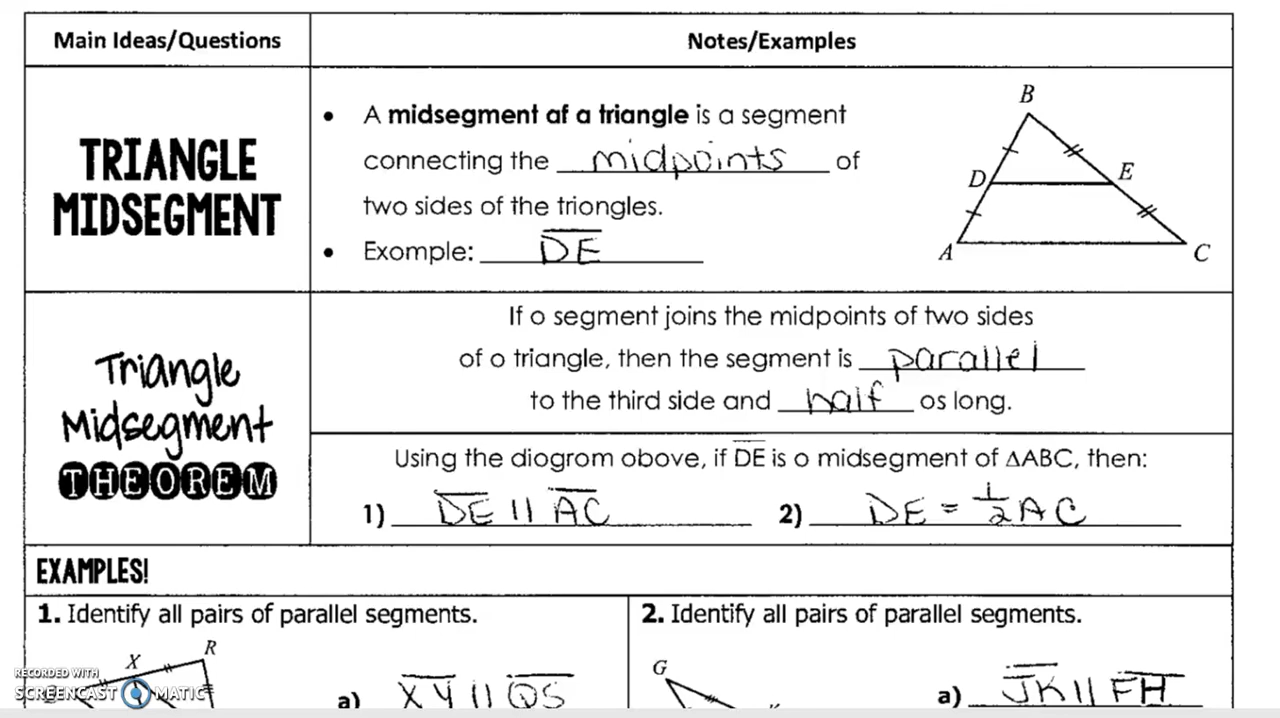 Main Ideas/Questions
Notes/Examples
TRIANGLE
MIDSEGMENT
• A midsegment af a triangle is a segment
connecting the midpoints of
two sides of the triongles.
• Exomple: DE
B
D
E
A
C
Triangle
Midsegment
THEOREM
If o segment joins the midpoints of two sides
of o triangle, then the segment is parallel
to the third side and half os long.
Using the diogrom obove, if DE is o midsegment of ΔABC, then:
1) DE || AC
2) DE = 1/2 AC
EXAMPLES!
1. Identify all pairs of parallel segments.
X
R
a) XY || QS
2. Identify all pairs of parallel segments.
G
a) JK || FH
RECORDED WITH
SCREENCAST MATIC